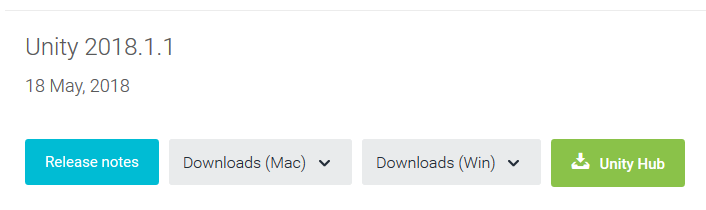 Unity 2018.1.1
18 May, 2018
Release notes Downloads (Mac) Downloads (Win) Unity Hub